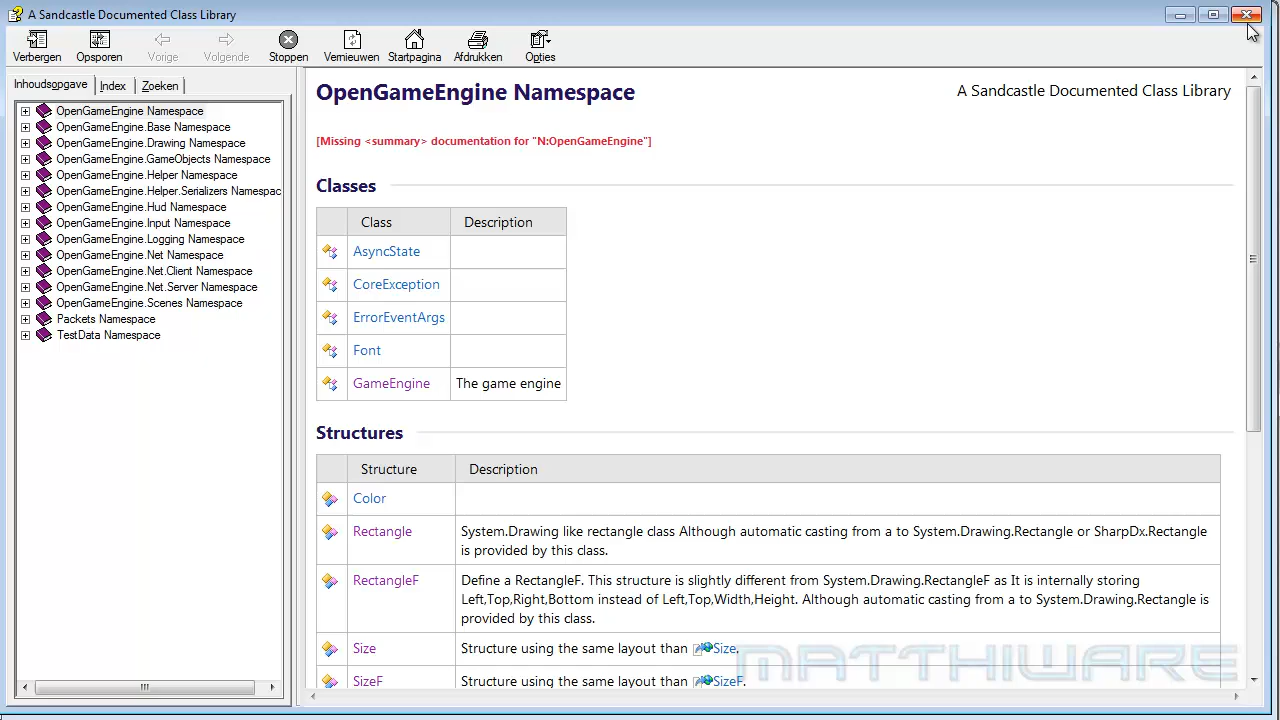 A Sandcastle Documented Class Library
Verbergen Opsporen Vorige Volgende Stoppen Vernieuwen Startpagina Afdrukken Opties
Inhoudsopgave Index Zoeken
OpenGameEngine Namespace
OpenGameEngine.Base Namespace
OpenGameEngine.Drawing Namespace
OpenGameEngine.GameObjects Namespace
OpenGameEngine.Helper Namespace
OpenGameEngine.Helper.Serializers Namespac
OpenGameEngine.Hud Namespace
OpenGameEngine.Input Namespace
OpenGameEngine.Logging Namespace
OpenGameEngine.Net Namespace
OpenGameEngine.Net.Client Namespace
OpenGameEngine.Net.Server Namespace
OpenGameEngine.Scenes Namespace
Packets Namespace
TestData Namespace
OpenGameEngine Namespace
A Sandcastle Documented Class Library
[Missing <summary> documentation for "N:OpenGameEngine"]
Classes
Class Description
AsyncState
CoreException
ErrorEventArgs
Font
GameEngine The game engine
Structures
Structure Description
Color
Rectangle System.Drawing like rectangle class Although automatic casting from a to System.Drawing.Rectangle or SharpDx.Rectangle
is provided by this class.
RectangleF Define a RectangleF. This structure is slightly different from System.Drawing.RectangleF as It is internally storing
Left,Top,Right,Bottom instead of Left,Top,Width,Height. Although automatic casting from a to System.Drawing.Rectangle is
provided by this class.
Size Structure using the same layout than Size.
SizeF Structure using the same layout than SizeF.
MATTHIWARE